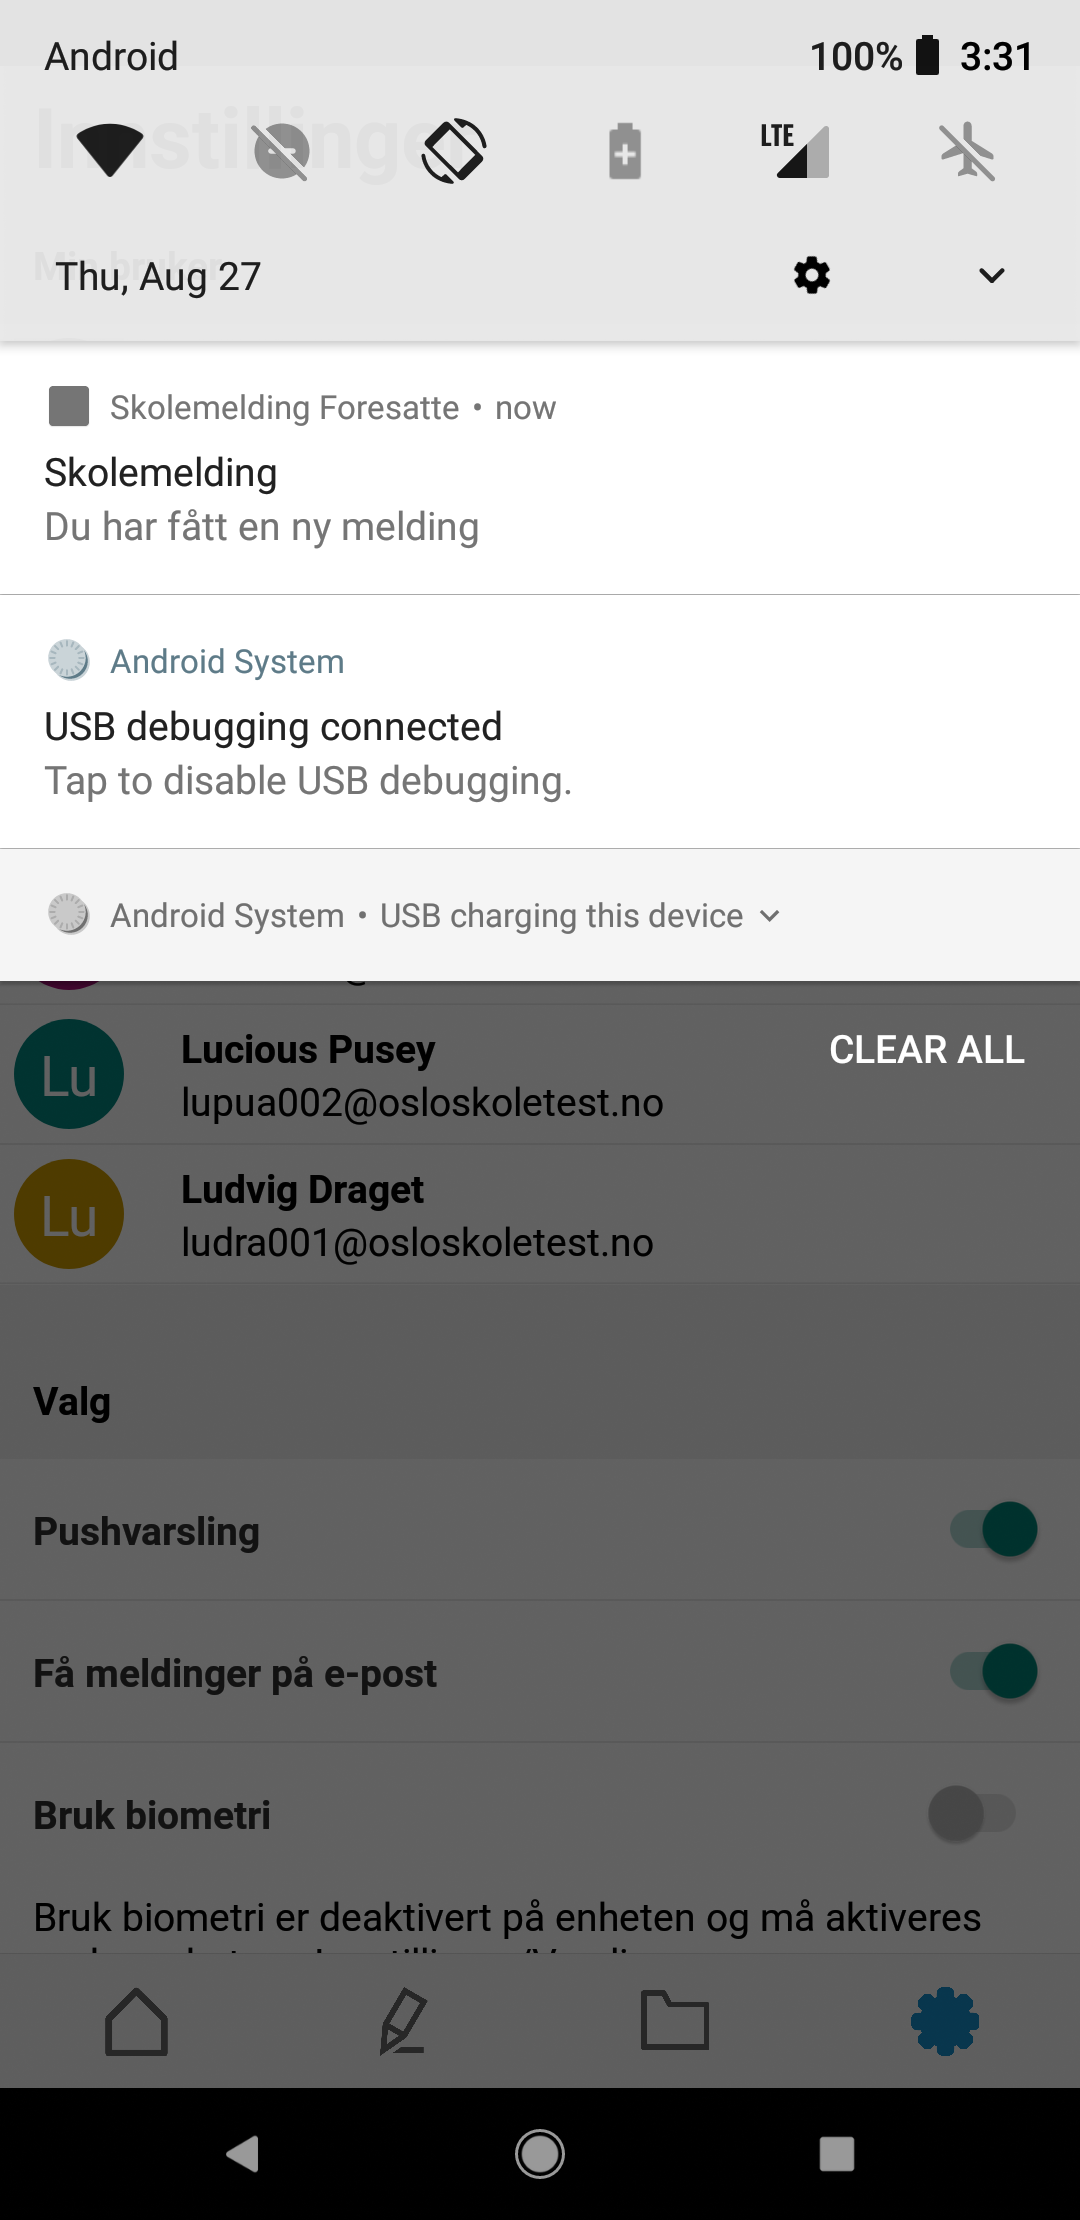 Android 100% 3:31
Innstillinger
LTE
Min bruker
Thu, Aug 27
Skolemelding Foresatte • now
Skolemelding
Du har fått en ny melding
Android System
USB debugging connected
Tap to disable USB debugging.
Android System • USB charging this device
Lu
Lucious Pusey
lupua002@osloskoletest.no
CLEAR ALL
Lu
Ludvig Draget
ludra001@osloskoletest.no
Valg
Pushvarsling
Få meldinger på e-post
Bruk biometri
Bruk biometri er deaktivert på enheten og må aktiveres